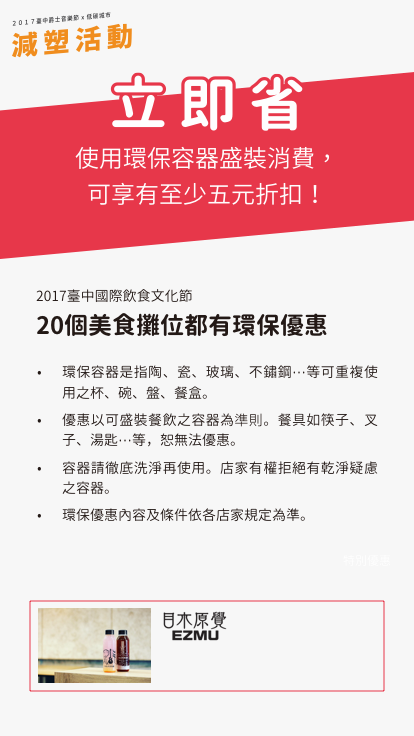 2017臺中爵士音樂節 x 低碳城市
減塑活動
立即省
使用環保容器盛裝消費，
可享有至少五元折扣！
2017臺中國際飲食文化節
20個美食攤位都有環保優惠
• 環保容器是指陶、瓷、玻璃、不鏽鋼…等可重複使
用之杯、碗、盤、餐盒。
• 優惠以可盛裝餐飲之容器為準則。餐具如筷子、叉
子、湯匙…等，恕無法優惠。
• 容器請徹底洗淨再使用。店家有權拒絕有乾淨疑慮
之容器。
• 環保優惠內容及條件依各店家規定為準。
特別優惠
目木原覺
EZMU